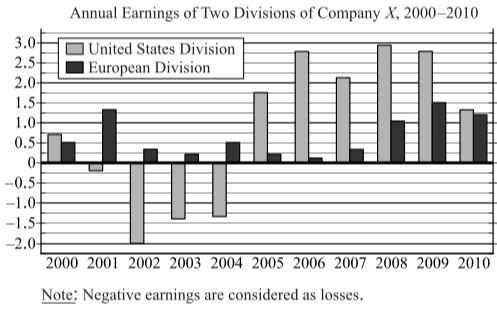 Annual Earnings of Two Divisions of Company X, 2000–2010
3.0
2.5
2.0
1.5
1.0
0.5
0
–0.5
–1.0
–1.5
–2.0
United States Division
European Division
2000 2001 2002 2003 2004 2005 2006 2007 2008 2009 2010
Note: Negative earnings are considered as losses.